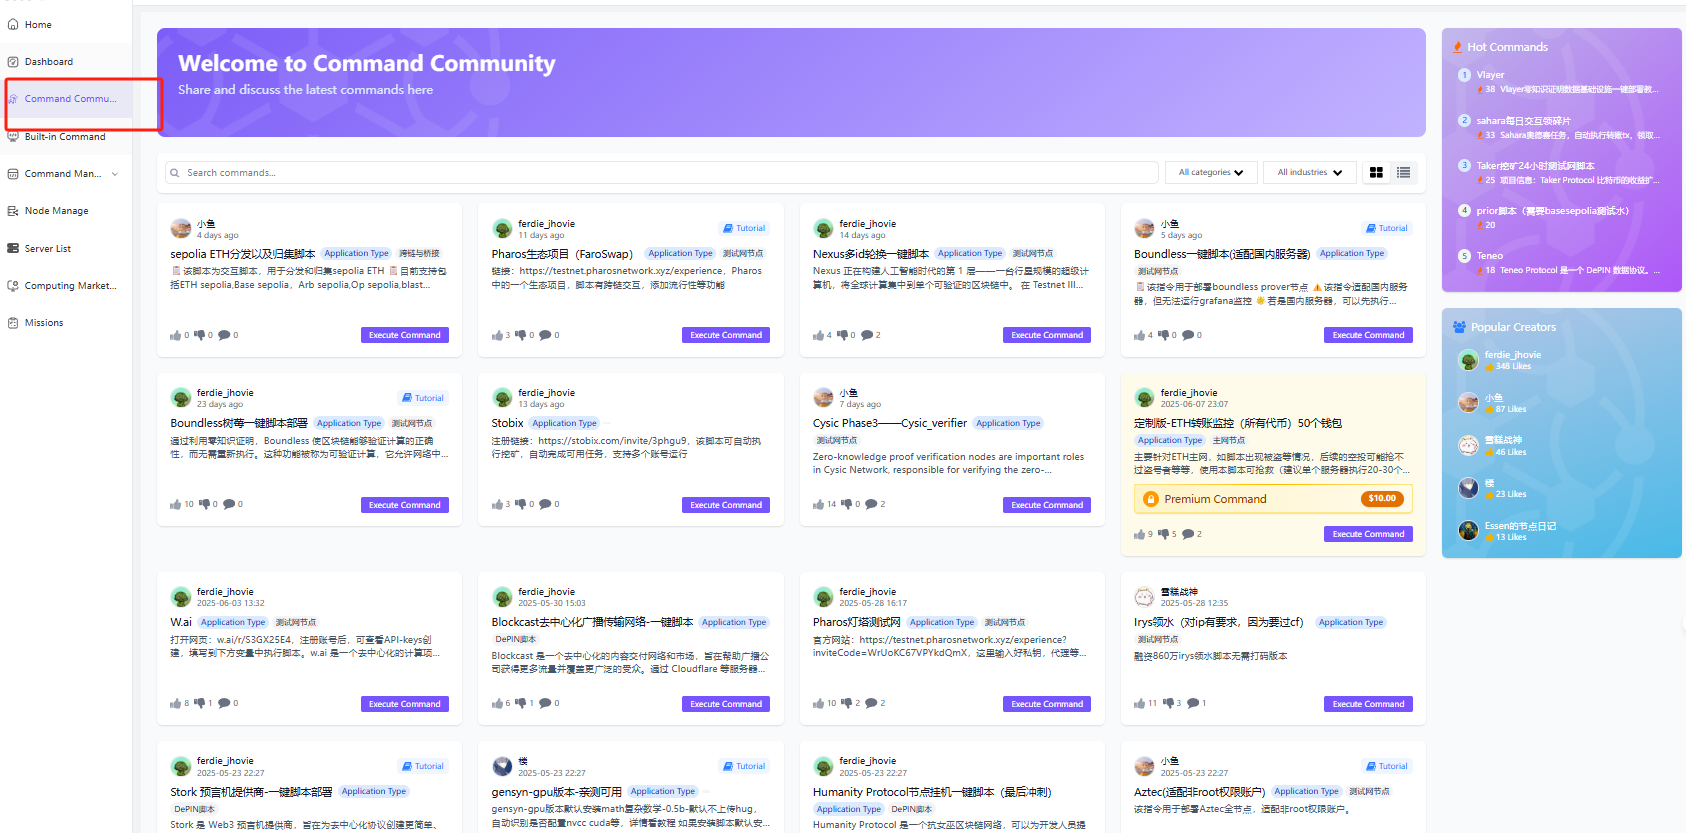 Home
Dashboard
Command Commu...
Built-in Command
Command Man...
Node Manage
Server List
Computing Market...
Missions
Welcome to Command Community
Share and discuss the latest commands here
Search commands...
All categories
All industries
小鱼
4 days ago
sepolia ETH分发以及归集脚本 Application Type 跨链与桥接
该脚本为交互脚本，用于分发和归集sepolia ETH 目前支持包
括ETH sepolia,Base sepolia，Arb sepolia,Op sepolia,blast...
0 0 0
Execute Command
ferdie_jhovie
11 days ago
Tutorial
Pharos生态项目（FaroSwap） Application Type 测试网节点
链接：https://testnet.pharosnetwork.xyz/experience，Pharos
中的一个生态项目，脚本有跨链交互，添加流行性等功能
3 0 0
Execute Command
ferdie_jhovie
14 days ago
Nexus多id轮换一键脚本 Application Type 测试网节点
Nexus 正在构建人工智能时代的第 1 层——一台行星规模的超级计
算机，将全球计算集中到单个可验证的区块链中。 在 Testnet III...
4 0 2
Execute Command
小鱼
5 days ago
Tutorial
Boundless一键脚本(适配国内服务器) Application Type
测试网节点
该指令用于部署boundless prover节点 ⚠️该指令适配国内服务
器，但无法运行grafana监控 🌟若是国内服务器，可以先执行...
4 0 0
Execute Command
ferdie_jhovie
23 days ago
Tutorial
Boundless树莓一键脚本部署 Application Type 测试网节点
通过利用零知识证明，Boundless 使区块链能够验证计算的正确
性，而无需重新执行。这种功能被称为可验证计算，它允许网络中...
10 0 0
Execute Command
ferdie_jhovie
13 days ago
Stobix Application Type
注册链接：https://stobix.com/invite/3phgu9，该脚本可自动执
行挖矿，自动完成可用任务，支持多个账号运行
3 0 0
Execute Command
小鱼
7 days ago
Cysic Phase3——Cysic_verifier Application Type
测试网节点
Zero-knowledge proof verification nodes are important roles
in Cysic Network, responsible for verifying the zero-...
14 0 2
Execute Command
ferdie_jhovie
2025-06-07 23:07
定制版-ETH转账监控（所有代币）50个钱包
Application Type 主网节点
主要针对ETH主网，如脚本出现被盗等情况，后续的空投可能抢不
过盗号者等等，使用本脚本可抢救（建议单个服务器执行20-30个...
Premium Command $10.00
9 5 2
Execute Command
ferdie_jhovie
2025-06-03 13:32
W.ai Application Type 测试网节点
打开网页：w.ai/r/S3GX25E4，注册账号后，可查看API-keys创
建，填写到下方变量中执行脚本。w.ai 是一个去中心化的计算项...
8 1 0
Execute Command
ferdie_jhovie
2025-05-30 15:03
Blockcast去中心化广播传输网络-一键脚本 Application Type
DePIN脚本
Blockcast 是一个去中心化的内容交付网络和市场，旨在帮助广播公
司获得更多流量并覆盖更广泛的受众。通过 Cloudflare 等服务器...
6 1 0
Execute Command
ferdie_jhovie
2025-05-28 16:17
Pharos灯塔测试网 Application Type 测试网节点
官方网站：https://testnet.pharosnetwork.xyz/experience?
inviteCode=WrUoKC67VPYkdQmX，这里输入好私钥，代理等...
10 2 2
Execute Command
雪糕战神
2025-05-28 12:35
Irys领水（对ip有要求，因为要过cf） Application Type
测试网节点
融资860万irys领水脚本无需打码版本
11 3 1
Execute Command
ferdie_jhovie
2025-05-23 22:27
Tutorial
Stork 预言机提供商-一键脚本部署 Application Type
DePIN脚本
Stork 是 Web3 预言机提供商，旨在为去中心化协议创建更简单、
楼
2025-05-23 22:27
Tutorial
gensyn-gpu版本-亲测可用 Application Type
gensyn-gpu版本默认安装math复杂数学-0.5b-默认不上传hug，
自动识别是否配置nvcc cuda等，详情看教程 如果安装脚本默认安...
ferdie_jhovie
2025-05-23 22:27
Humanity Protocol节点挂机一键脚本（最后冲刺）
Application Type DePIN脚本
Humanity Protocol 是一个抗女巫区块链网络，可以为开发人员提
小鱼
2025-05-23 22:27
Tutorial
Aztec(适配非root权限账户) Application Type 测试网节点
该指令用于部署Aztec全节点，适配非root权限账户。
Hot Commands
1 Vlayer
38 Vlayer零知识证明数据基础设施一键部署教...
2 sahara每日交互领碎片
33 Sahara奥德赛任务，自动执行转账tx，领取...
3 Taker挖矿24小时测试网脚本
25 项目信息：Taker Protocol 比特币的收益扩...
4 prior脚本（需要basesepolia测试水）
20
5 Teneo
18 Teneo Protocol 是一个 DePIN 数据协议。...
Popular Creators
ferdie_jhovie
348 Likes
小鱼
87 Likes
雪糕战神
46 Likes
楼
23 Likes
Essen的节点日记
13 Likes